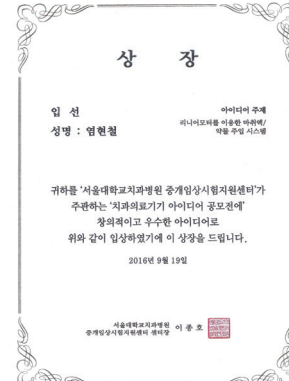 상 장
입 선
성명 : 염현철
아이디어 주제
리니어모터를 이용한 마취액/
약물 주입 시스템
귀하를 '서울대학교치과병원 중개임상시험지원센터'가
주관하는 '치과의료기기 아이디어 공모전에'
창의적이고 우수한 아이디어로
위와 같이 입상하였기에 이 상장을 드립니다.
2016년 9월 19일
서울대학교치과병원
중개임상시험지원센터 센터장 이 종 호